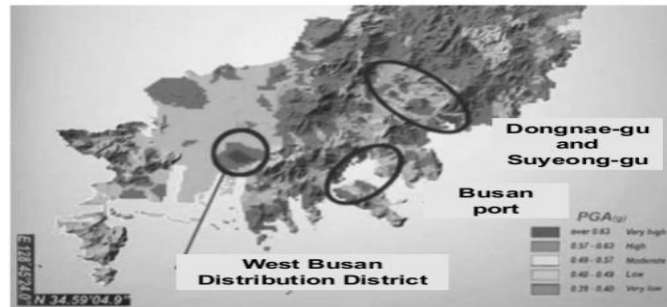 Dongnae-gu
and
Suyeong-gu
Busan
port
West Busan
Distribution District
PGA(g)
over 0.63 Very high
0.57 - 0.63 High
0.49 - 0.57 Moderate
0.40 - 0.49 Low
0.29 - 0.40 Very low
E 128°45'24.0"
N 34.59'04.9"